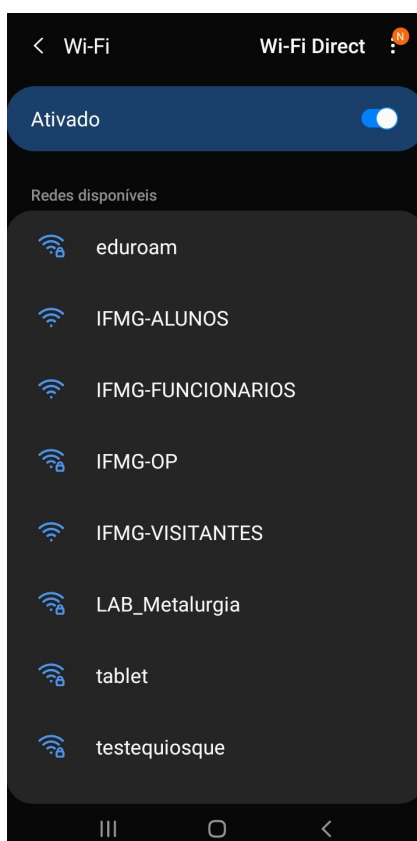 Wi-Fi Wi-Fi Direct N
Ativado
Redes disponíveis
eduroam
IFMG-ALUNOS
IFMG-FUNCIONARIOS
IFMG-OP
IFMG-VISITANTES
LAB_Metalurgia
tablet
testequiosque